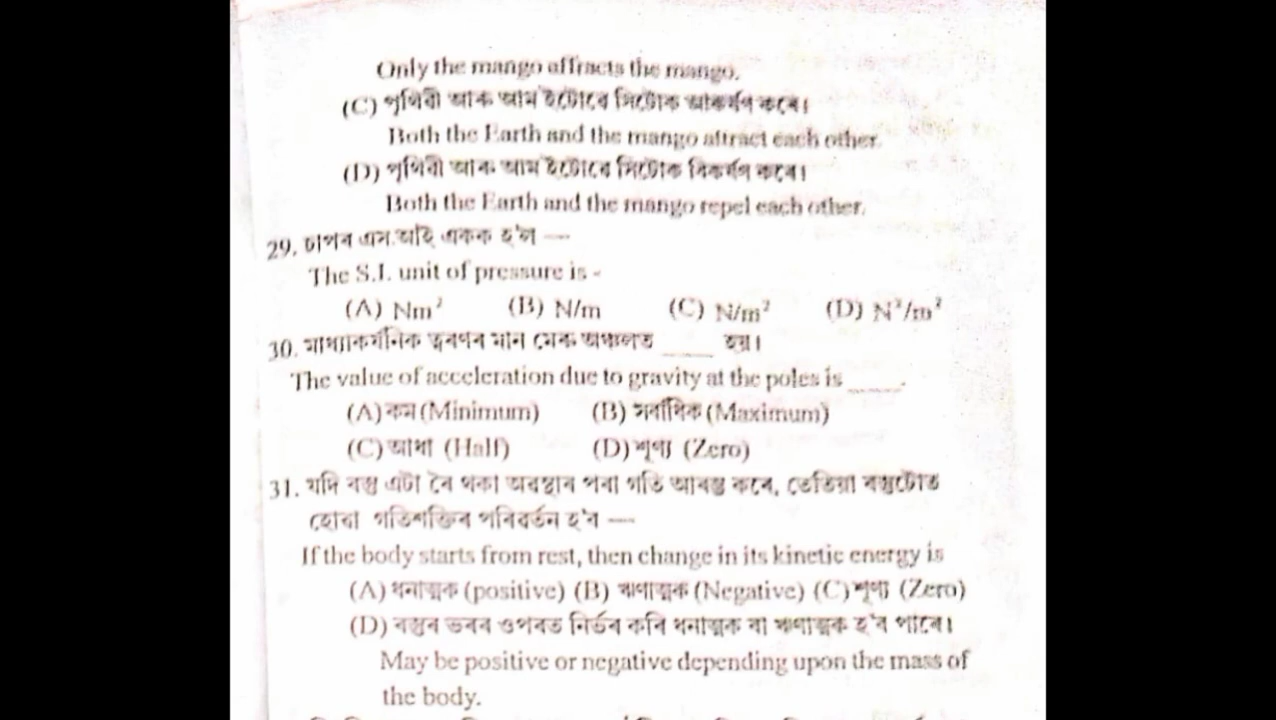 Only the mango attracts the mango.
(C) পৃথিৱী আৰু আম ইটোৱে সিটোক আকৰ্ষণ কৰে।
Both the Earth and the mango attract each other.
(D) পৃথিৱী আৰু আম ইটোৱে সিটোক বিকৰ্ষণ কৰে।
Both the Earth and the mango repel each other.
29. চাপৰ এস.আই একক হ'ল —
The S.I. unit of pressure is -
(A) Nm² (B) N/m (C) N/m² (D) N²/m²
30. মাধ্যাকৰ্ষনিক ত্বৰণৰ মান মেৰু অঞ্চলত ____ হয়।
The value of acceleration due to gravity at the poles is ____.
(A) কম (Minimum) (B) সৰ্বাধিক (Maximum)
(C) আধা (Half) (D) শূণ্য (Zero)
31. যদি বস্তু এটা ৰৈ থকা অৱস্থাৰ পৰা গতি আৰম্ভ কৰে, তেতিয়া বস্তুটোত
হোৱা গতিশক্তিৰ পৰিবৰ্তন হ'ব —
If the body starts from rest, then change in its kinetic energy is
(A) ধনাত্মক (positive) (B) ঋণাত্মক (Negative) (C) শূণ্য (Zero)
(D) বস্তুৰ ভৰৰ ওপৰত নিৰ্ভৰ কৰি ধনাত্মক বা ঋণাত্মক হ'ব পাৰে।
May be positive or negative depending upon the mass of
the body.